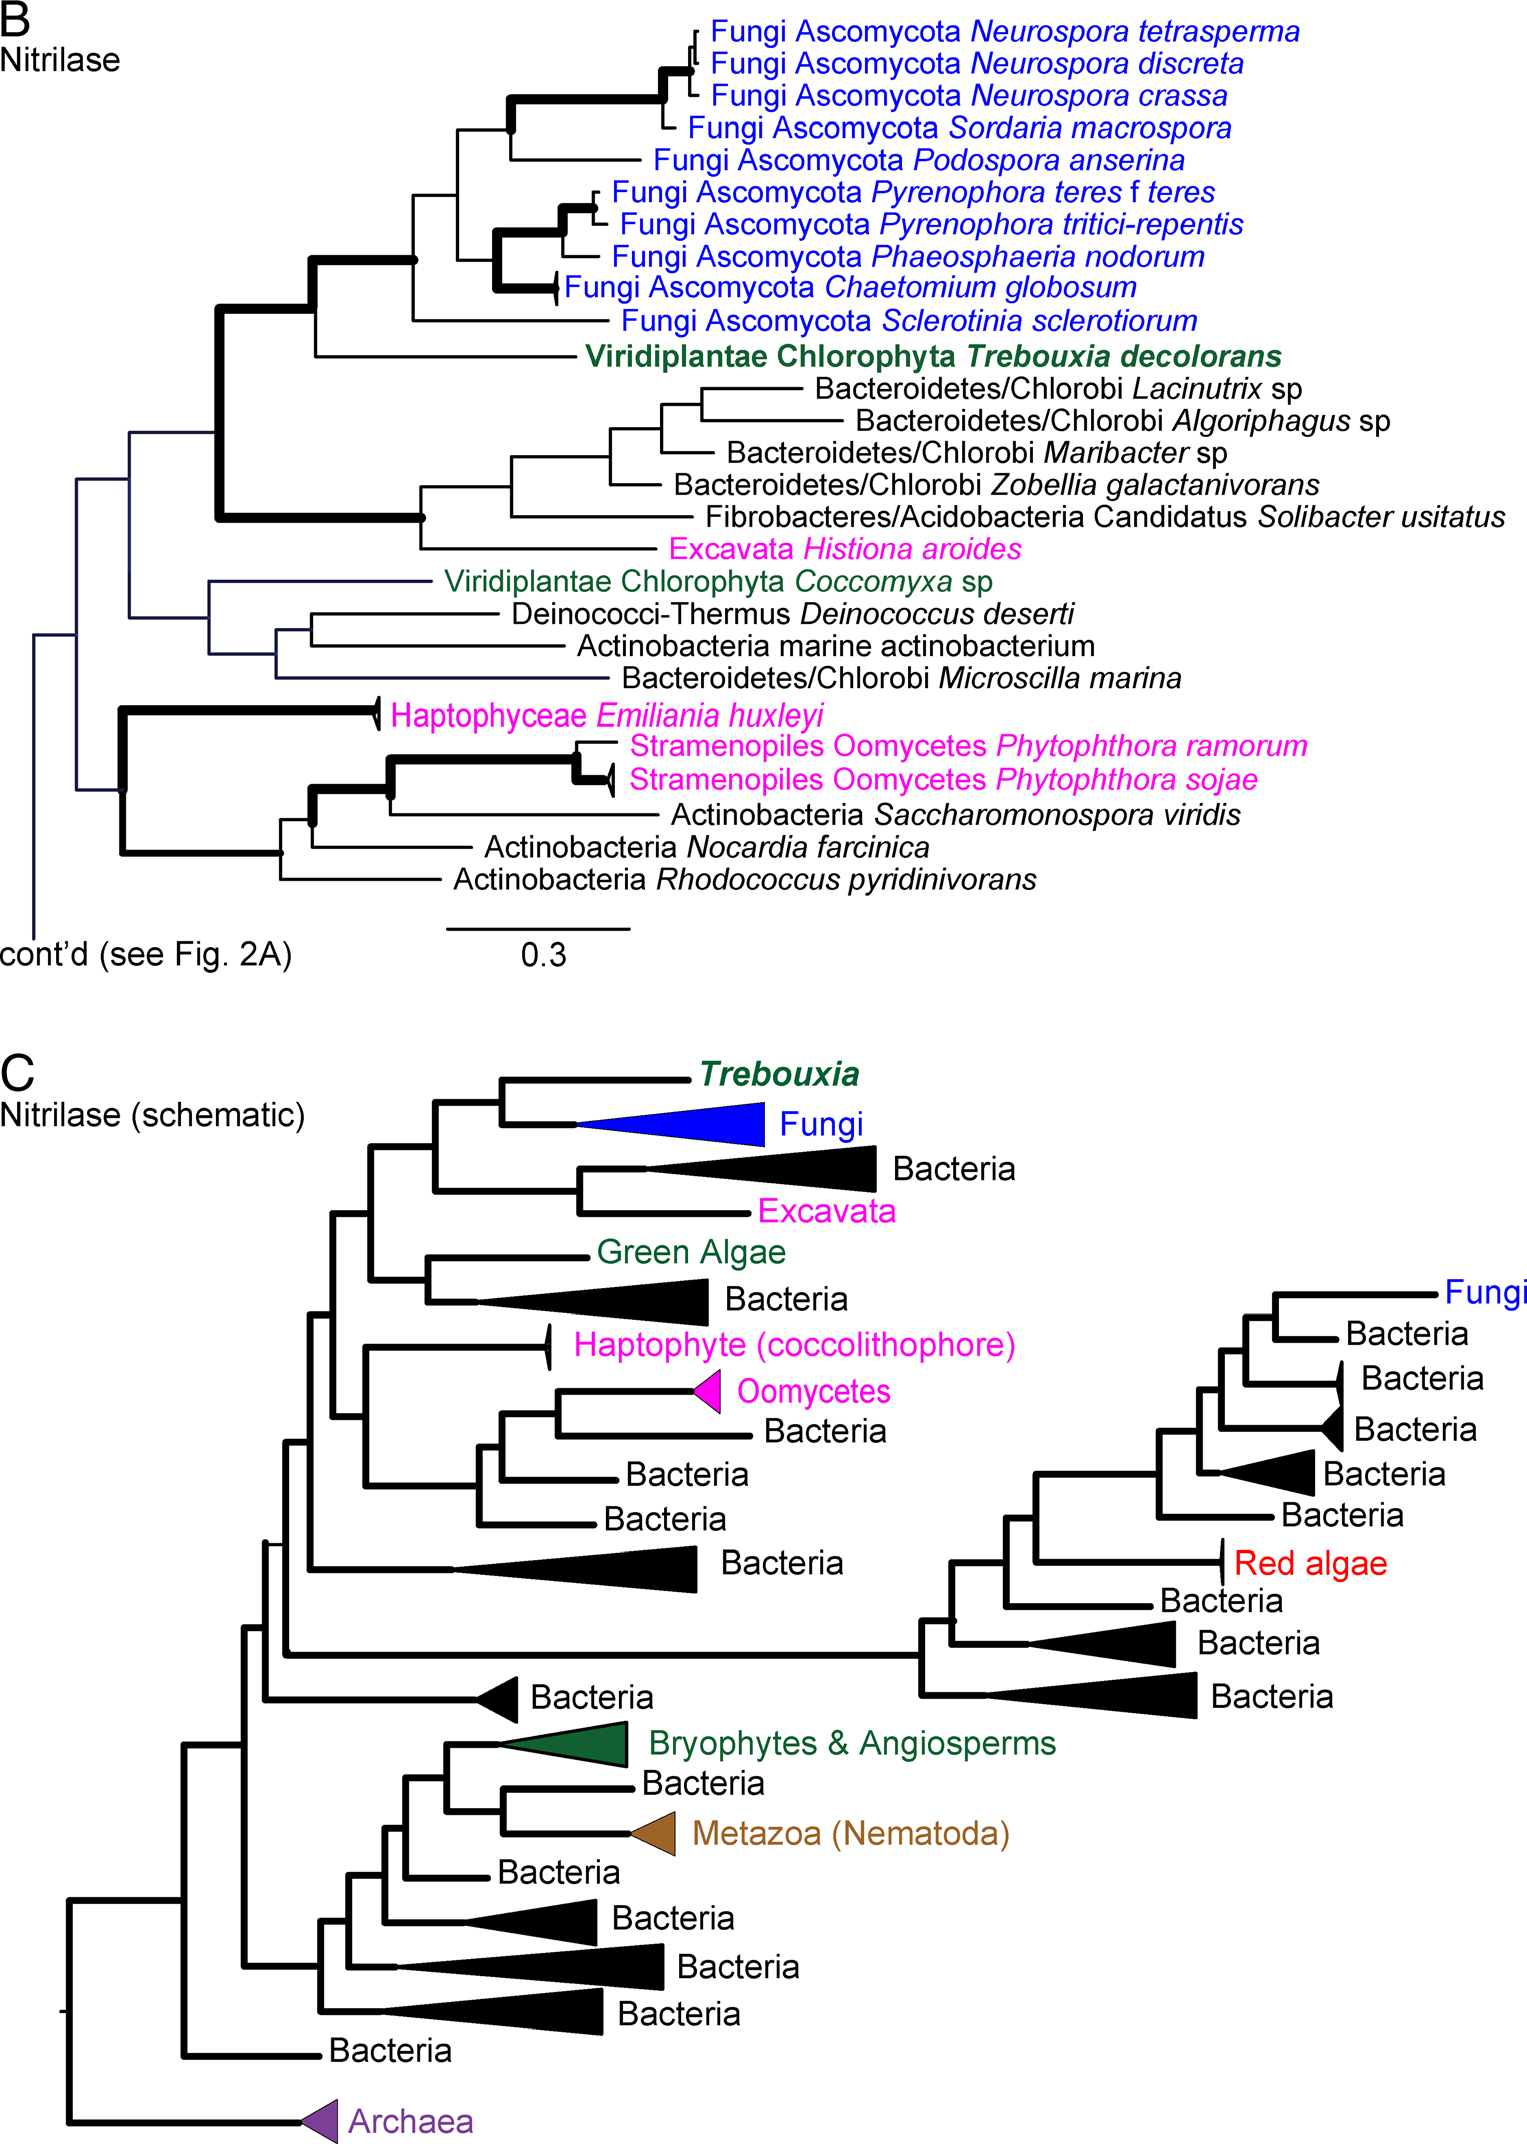 B
Nitrilase
Fungi Ascomycota Neurospora tetrasperma
Fungi Ascomycota Neurospora discreta
Fungi Ascomycota Neurospora crassa
Fungi Ascomycota Sordaria macrospora
Fungi Ascomycota Podospora anserina
Fungi Ascomycota Pyrenophora teres f teres
Fungi Ascomycota Pyrenophora tritici-repentis
Fungi Ascomycota Phaeosphaeria nodorum
Fungi Ascomycota Chaetomium globosum
Fungi Ascomycota Sclerotinia sclerotiorum
Viridiplantae Chlorophyta Trebouxia decolorans
Bacteroidetes/Chlorobi Lacinutrix sp
Bacteroidetes/Chlorobi Algoriphagus sp
Bacteroidetes/Chlorobi Maribacter sp
Bacteroidetes/Chlorobi Zobellia galactanivorans
Fibrobacteres/Acidobacteria Candidatus Solibacter usitatus
Excavata Histiona aroides
Viridiplantae Chlorophyta Coccomyxa sp
Deinococci-Thermus Deinococcus deserti
Actinobacteria marine actinobacterium
Bacteroidetes/Chlorobi Microscilla marina
Haptophyceae Emiliania huxleyi
Stramenopiles Oomycetes Phytophthora ramorum
Stramenopiles Oomycetes Phytophthora sojae
Actinobacteria Saccharomonospora viridis
Actinobacteria Nocardia farcinica
Actinobacteria Rhodococcus pyridinivorans
cont'd (see Fig. 2A)
0.3
C
Nitrilase (schematic)
Trebouxia
Fungi
Bacteria
Excavata
Green Algae
Bacteria
Haptophyte (coccolithophore)
Oomycetes
Bacteria
Bacteria
Bacteria
Bacteria
Fungi
Bacteria
Bacteria
Bacteria
Bacteria
Bacteria
Red algae
Bacteria
Bacteria
Bacteria
Bacteria
Bryophytes & Angiosperms
Bacteria
Metazoa (Nematoda)
Bacteria
Bacteria
Bacteria
Bacteria
Bacteria
Archaea